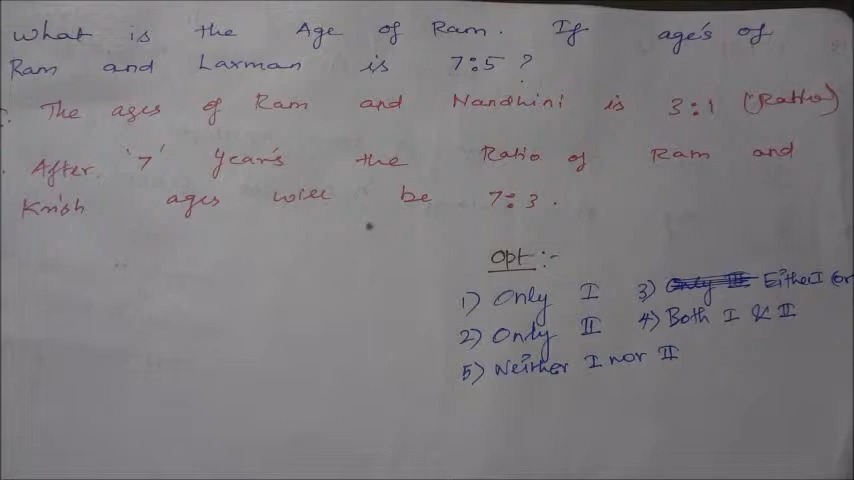 What is the Age of Ram. If age's of
Ram and Laxman is 7:5 ?
The ages of Ram and Nandhini is 3:1 (Ratio)
After '7' Year's the Ratio of Ram and
Krish ages will be 7:3.
Opt:-
1) Only I 3) Either I or
2) Only II 4) Both I & II
5) Neither I nor II